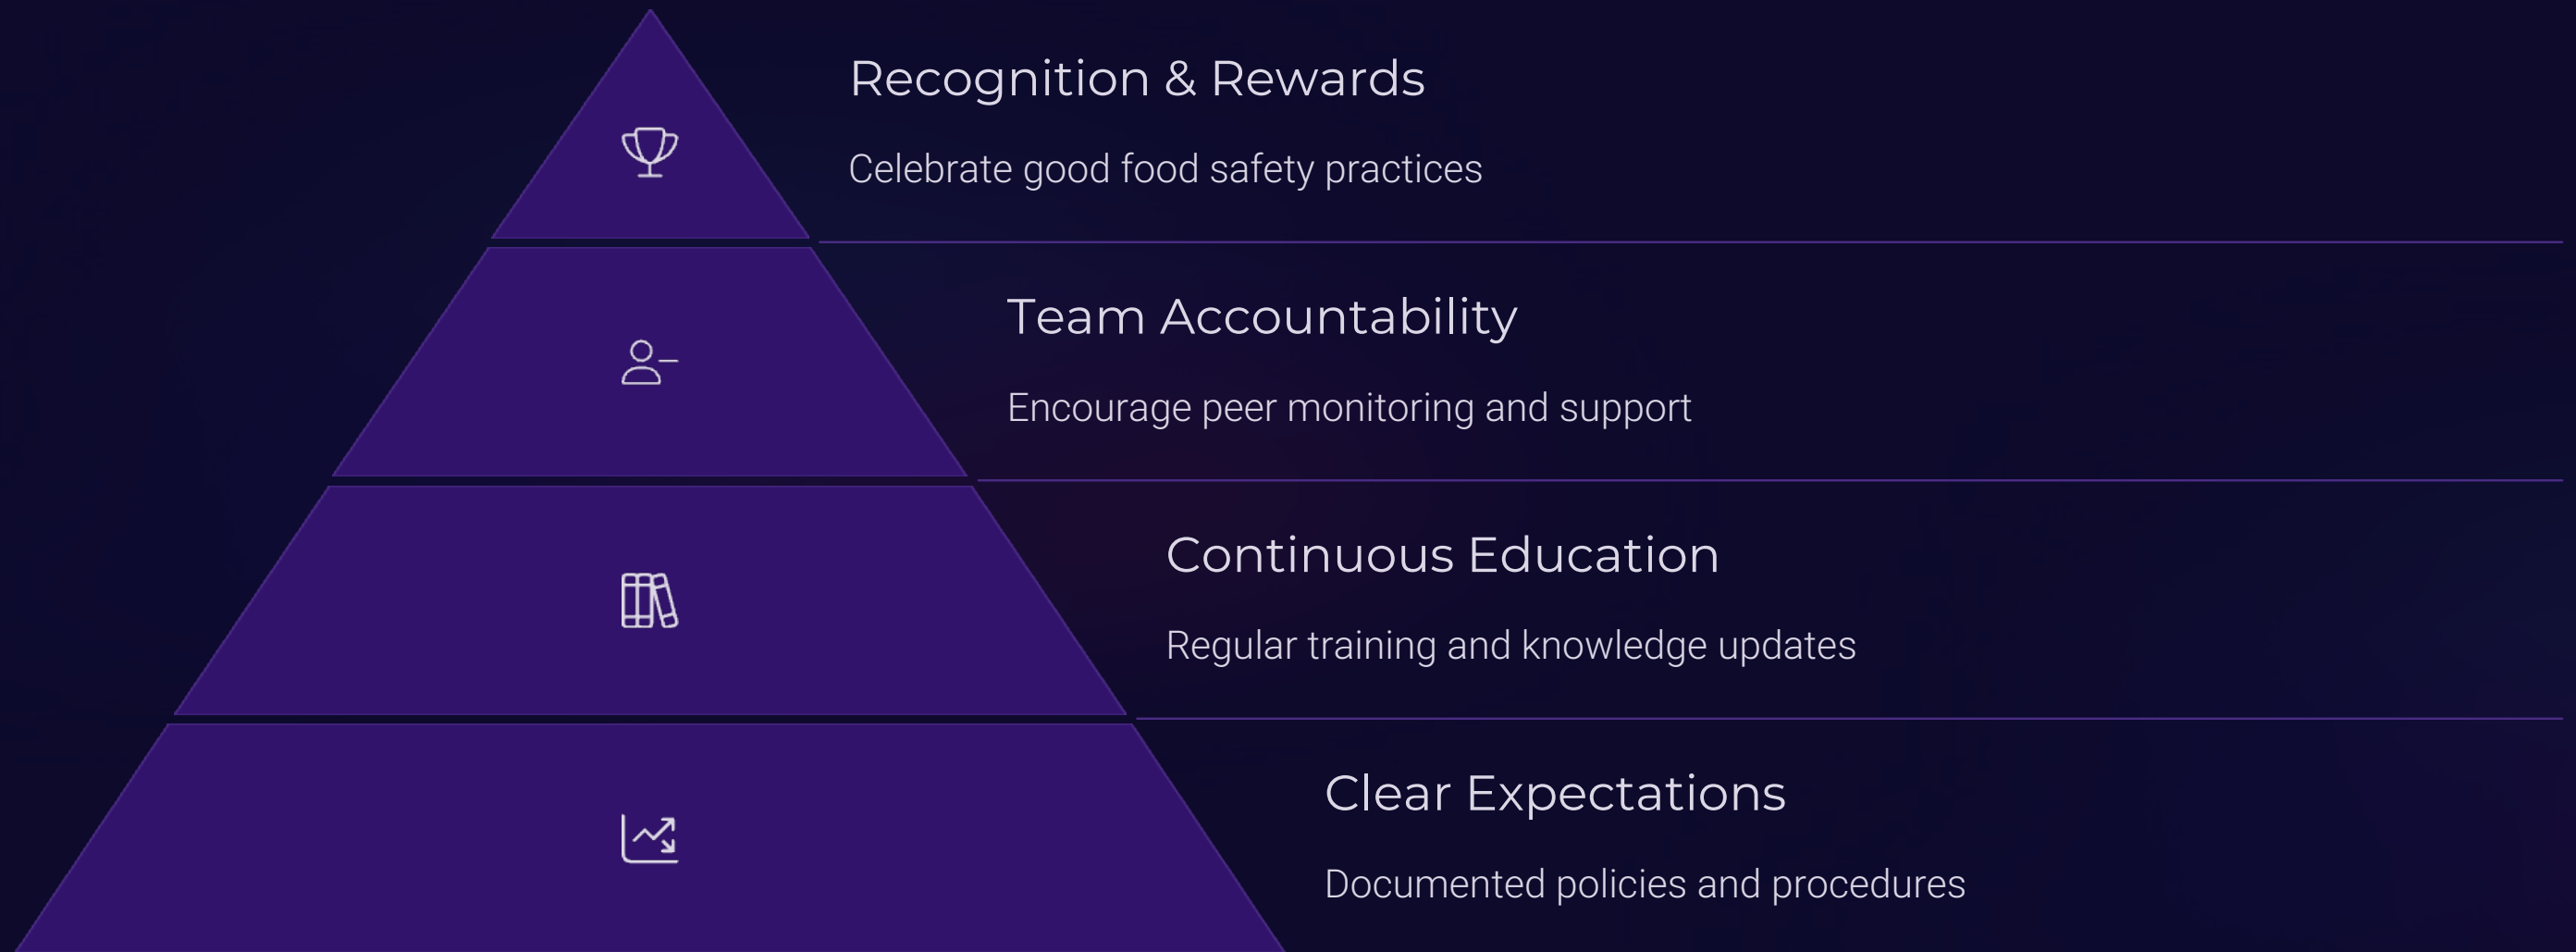 Recognition & Rewards
Celebrate good food safety practices
Team Accountability
Encourage peer monitoring and support
Continuous Education
Regular training and knowledge updates
Clear Expectations
Documented policies and procedures